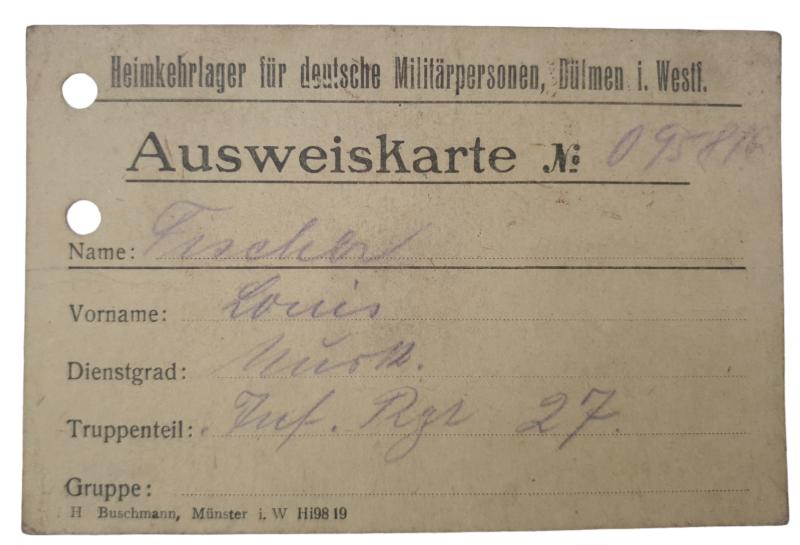 Heimkehrlager für deutsche Militärpersonen, Dülmen i. Westf.
Ausweiskarte № 095816
Name: Fischer
Vorname: Louis
Dienstgrad: Musk.
Truppenteil: Inf. Rgt 27.
Gruppe:
H Buschmann, Münster i. W Hi98 19